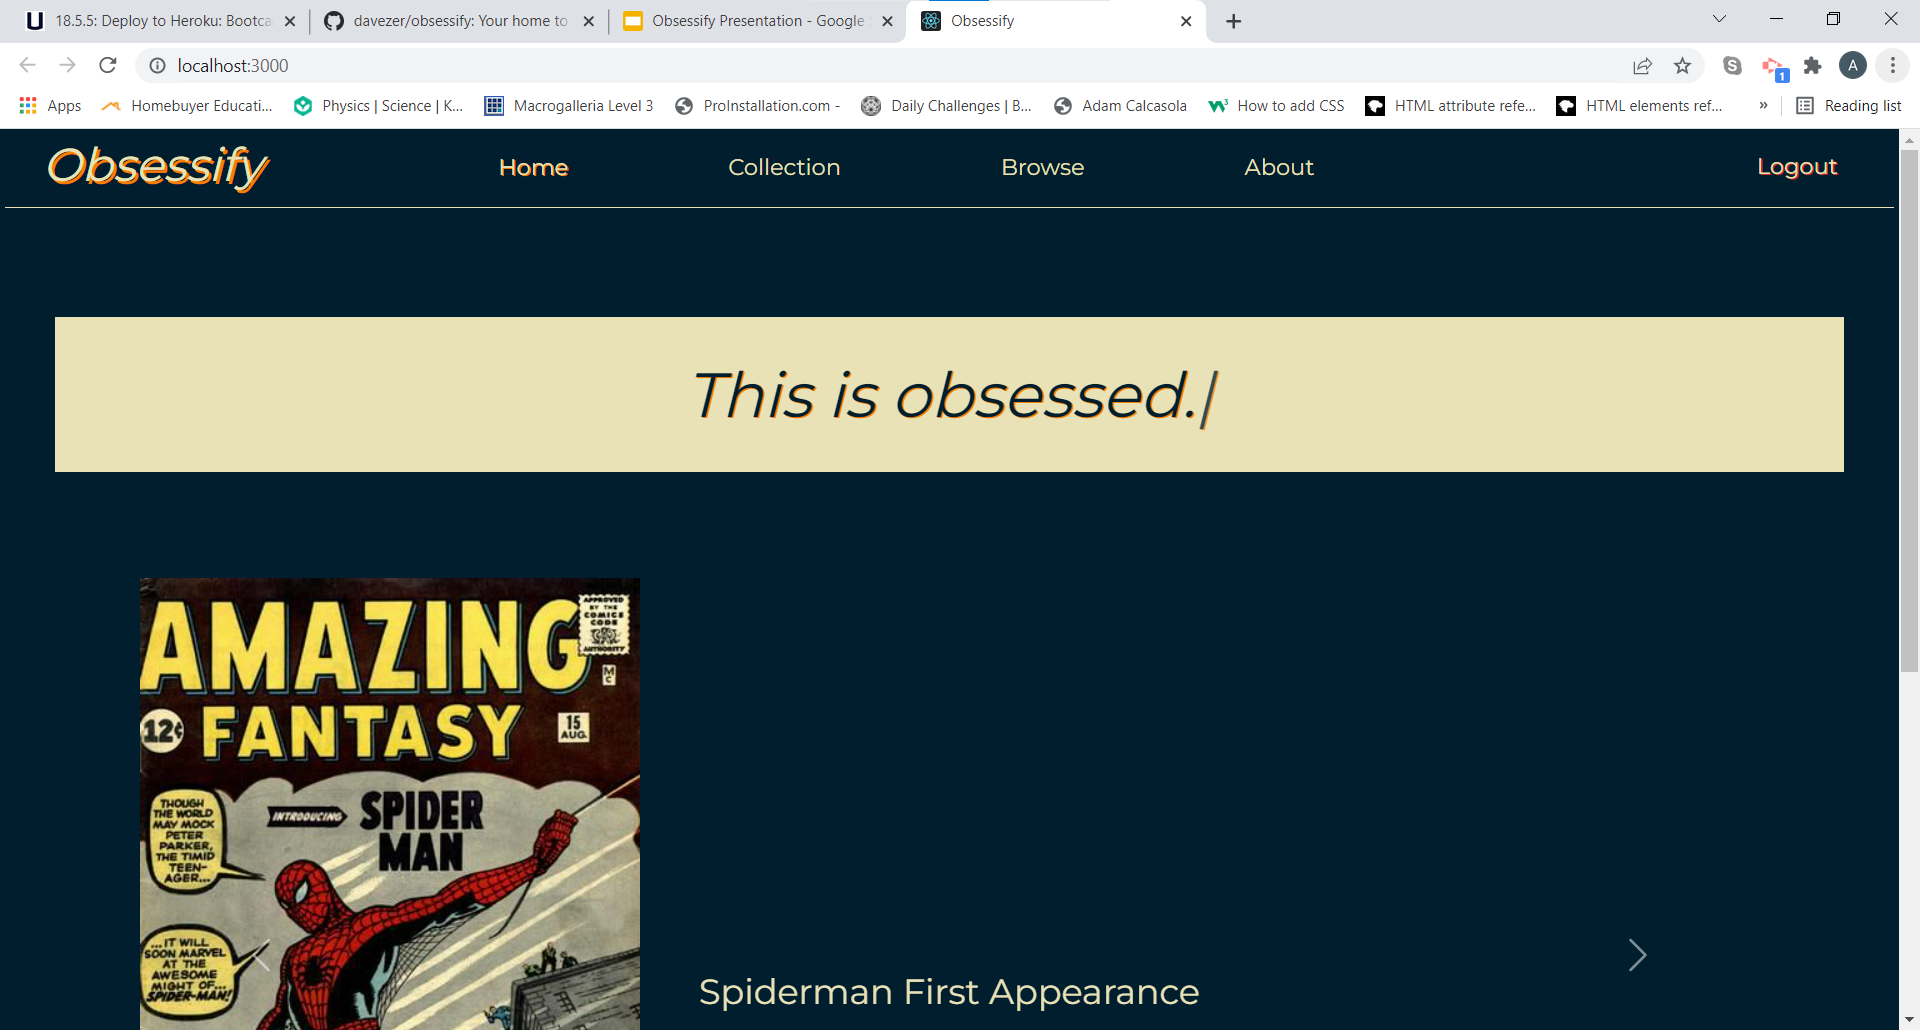 18.5.5: Deploy to Heroku: Bootca
davezer/obsessify: Your home to
Obsessify Presentation - Google S
Obsessify
localhost:3000
A
1
Apps
Homebuyer Educati...
Physics | Science | K...
Macrogalleria Level 3
ProInstallation.com -
Daily Challenges | B...
Adam Calcasola
How to add CSS
HTML attribute refe...
HTML elements ref...
»
Reading list
Obsessify
Home
Collection
Browse
About
Logout
This is obsessed.|
AMAZING
FANTASY
APPROVED
BY THE
COMICS
CODE
AUTHORITY
M
C
12¢
15
AUG.
INTRODUCING
SPIDER
MAN
THOUGH
THE WORLD
MAY MOCK
PETER
PARKER,
THE TIMID
TEEN-
AGER...
...IT WILL
SOON MARVEL
AT THE
AWESOME
MIGHT OF...
SPIDER-MAN!
Spiderman First Appearance